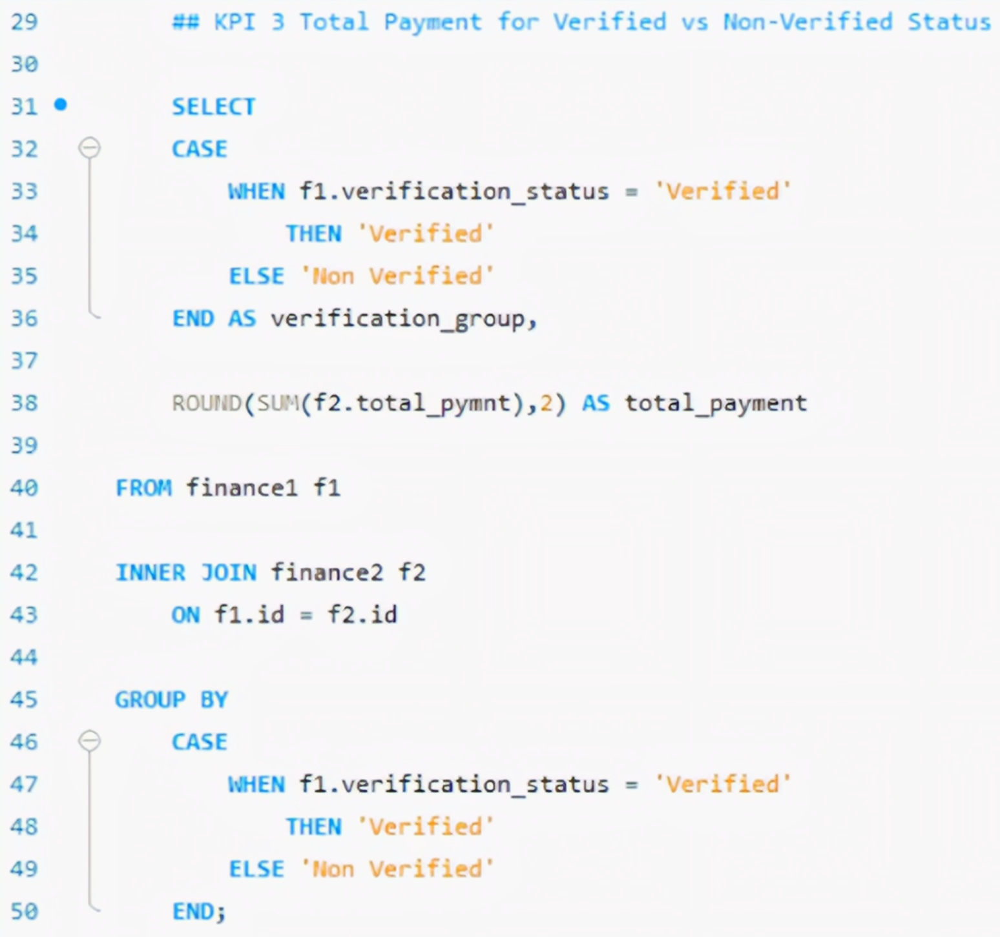 29 ## KPI 3 Total Payment for Verified vs Non-Verified Status
30
31 SELECT
32 CASE
33 WHEN f1.verification_status = 'Verified'
34 THEN 'Verified'
35 ELSE 'Non Verified'
36 END AS verification_group,
37
38 ROUND(SUM(f2.total_pymnt),2) AS total_payment
39
40 FROM finance1 f1
41
42 INNER JOIN finance2 f2
43 ON f1.id = f2.id
44
45 GROUP BY
46 CASE
47 WHEN f1.verification_status = 'Verified'
48 THEN 'Verified'
49 ELSE 'Non Verified'
50 END;